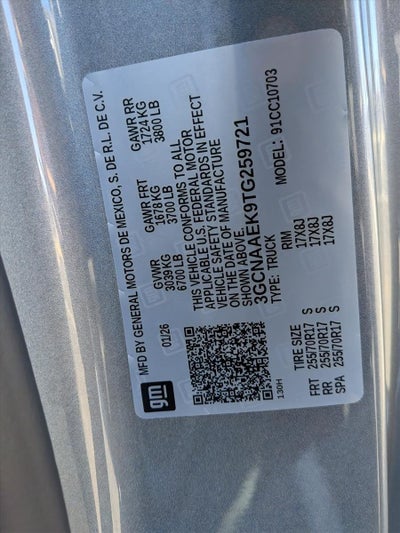 gm
MFD BY GENERAL MOTORS DE MEXICO, S. DE R.L. DE C.V.
01/26
GVWR
3039 KG
6700 LB
GAWR FRT
1678 KG
3700 LB
GAWR RR
1724 KG
3800 LB
THIS VEHICLE CONFORMS TO ALL
APPLICABLE U.S. FEDERAL MOTOR
VEHICLE SAFETY STANDARDS IN EFFECT
ON THE DATE OF MANUFACTURE
SHOWN ABOVE.
3GCNAAEK9TG259721
TYPE: TRUCK
MODEL: 91CC10703
130H
TIRE SIZE RIM
FRT 255/70R17 S 17X8J
RR 255/70R17 S 17X8J
SPA 255/70R17 S 17X8J